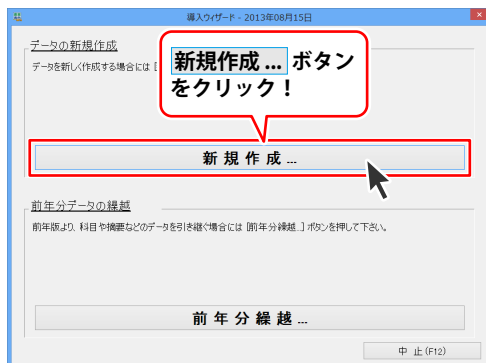 導入ウィザード - 2013年08月15日
データの新規作成
データを新しく作成する場合には [
新規作成 ... ボタン
をクリック！
新 規 作 成 ...
前年分データの繰越
前年版より、科目や摘要などのデータを引き継ぐ場合には [前年分繰越...] ボタンを押して下さい。
前 年 分 繰 越 ...
中 止(F12)